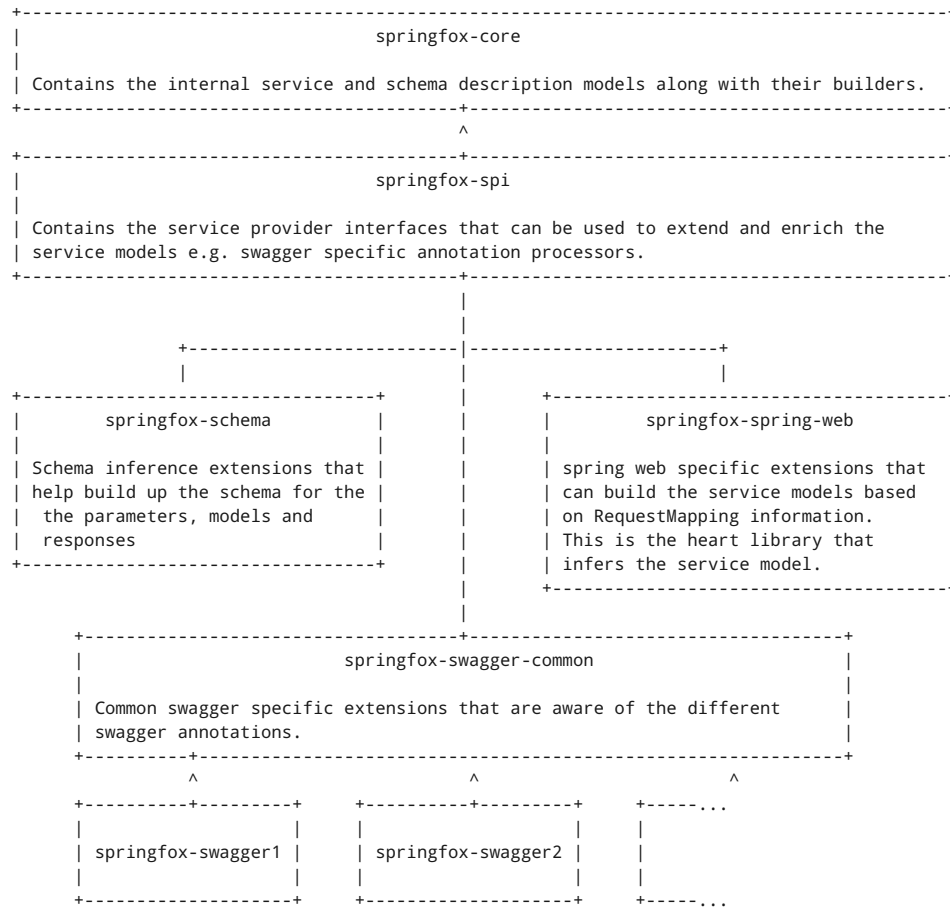 springfox-core
Contains the internal service and schema description models along with their builders.
springfox-spi
Contains the service provider interfaces that can be used to extend and enrich the
service models e.g. swagger specific annotation processors.
springfox-schema
Schema inference extensions that
help build up the schema for the
the parameters, models and
responses
springfox-spring-web
spring web specific extensions that
can build the service models based
on RequestMapping information.
This is the heart library that
infers the service model.
springfox-swagger-common
Common swagger specific extensions that are aware of the different
swagger annotations.
springfox-swagger1
springfox-swagger2